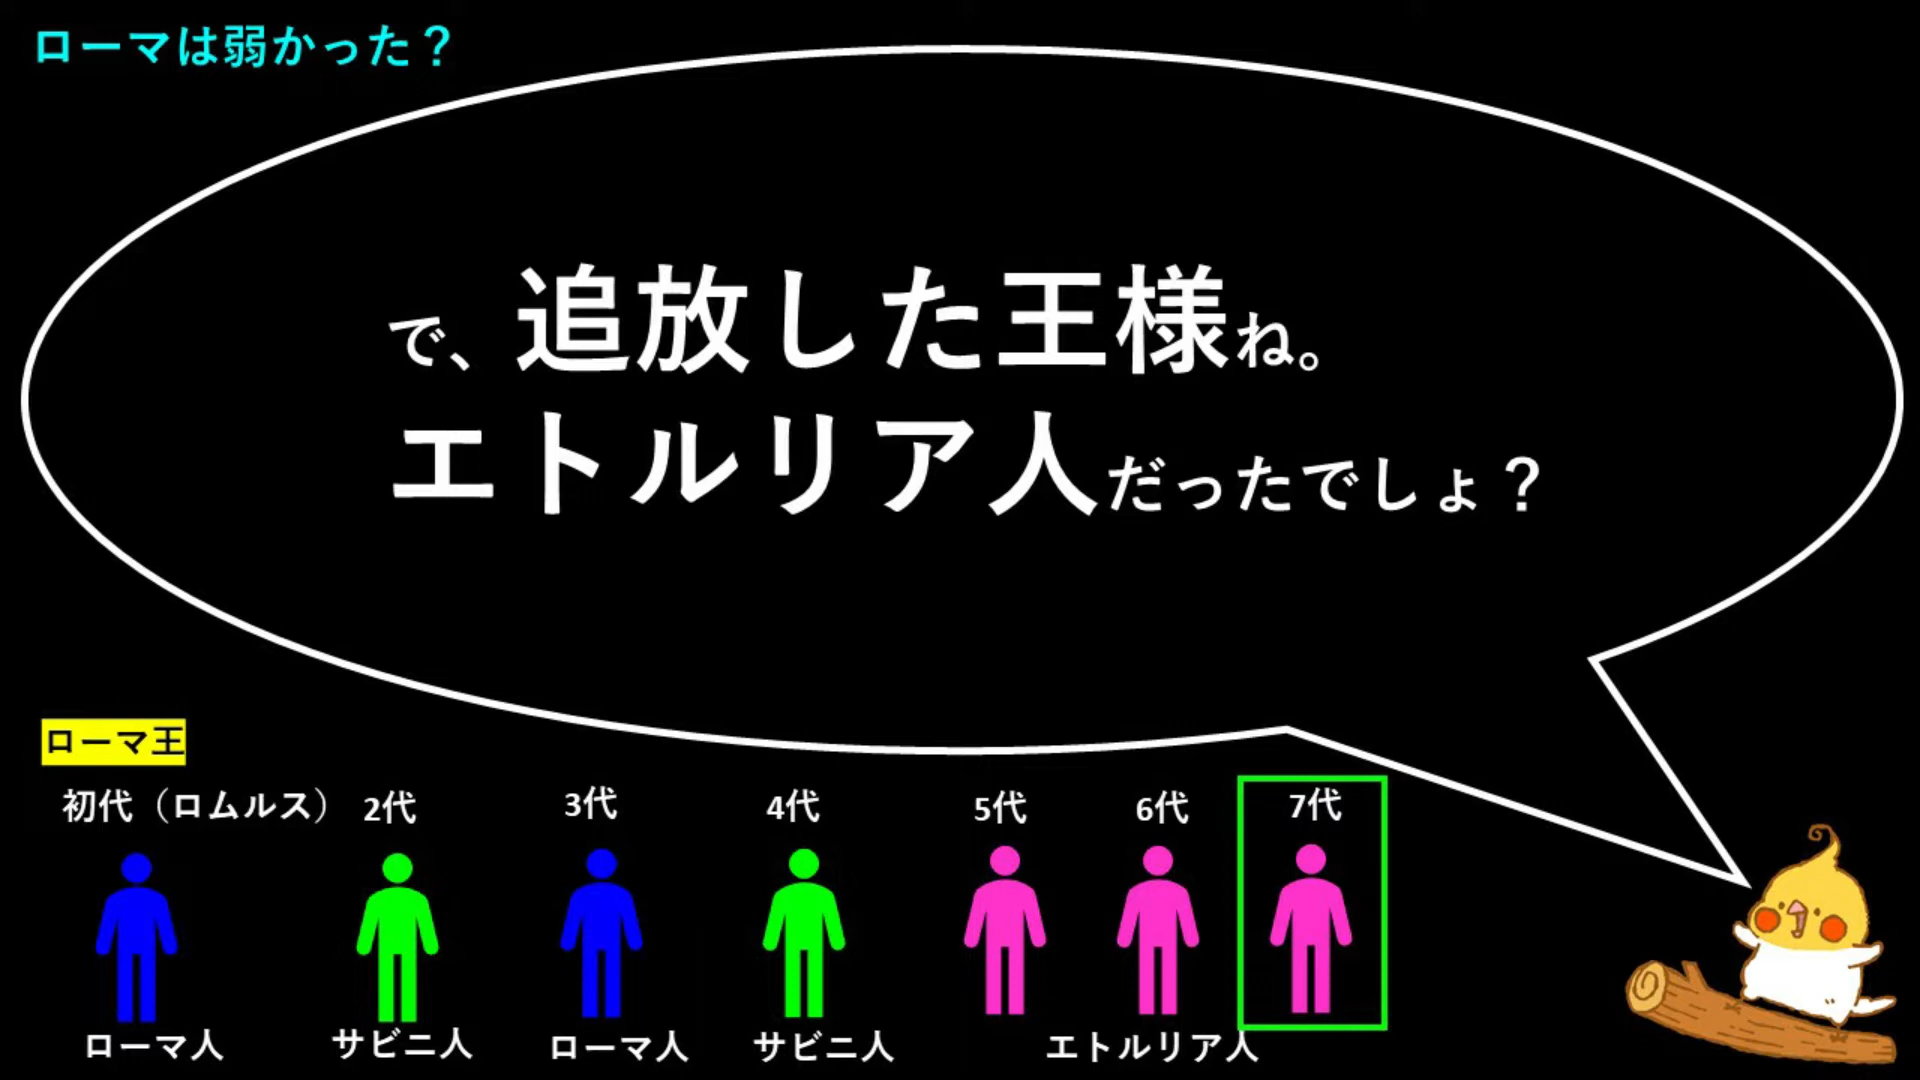 ローマは弱かった？
で、追放した王様ね。
エトルリア人だったでしょ？
ローマ王
初代（ロムルス） 2代 3代 4代 5代 6代 7代
ローマ人 サビニ人 ローマ人 サビニ人 エトルリア人